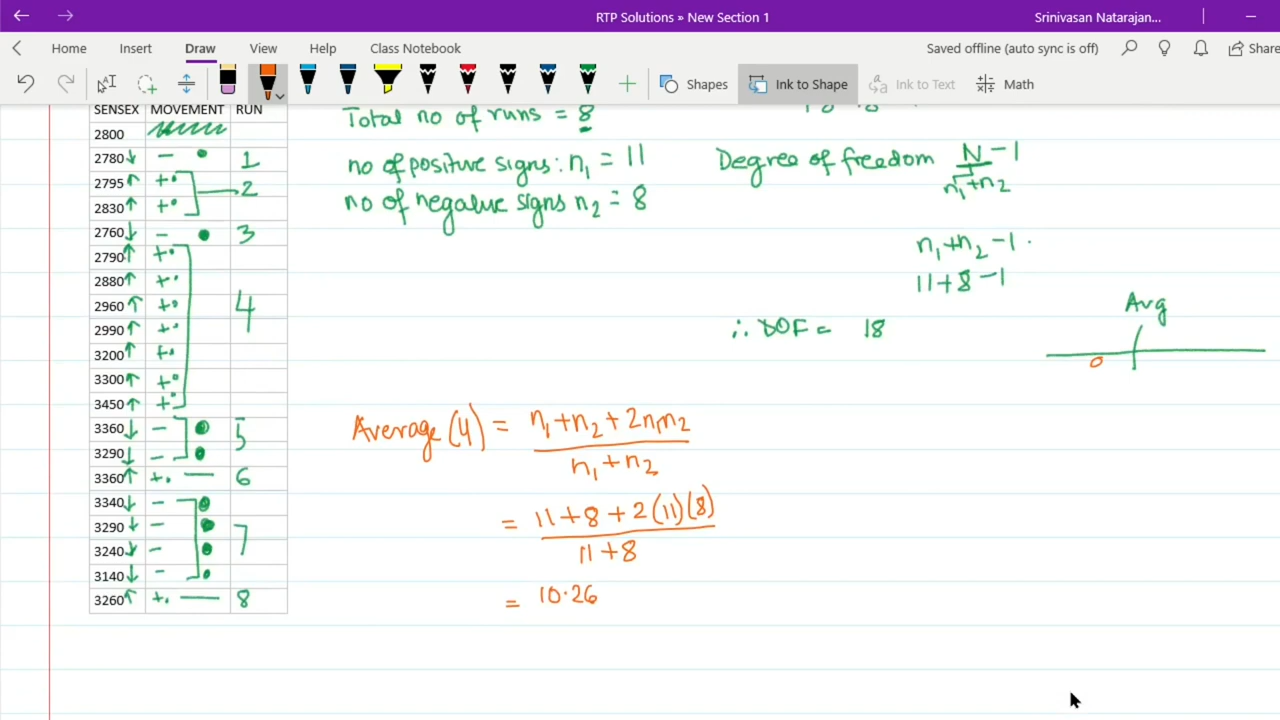 RTP Solutions » New Section 1
Srinivasan Natarajan...
Home Insert Draw View Help Class Notebook
Saved offline (auto sync is off)
Share
Shapes
Ink to Shape
Ink to Text
Math
SENSEX MOVEMENT RUN
2800
2780 ↓ - • 1
2795 ↑ +• 2
2830 ↑ +•
2760 ↓ - • 3
2790 ↑ +•
2880 ↑ +•
2960 ↑ +• 4
2990 ↑ +•
3200 ↑ +•
3300 ↑ +•
3450 ↑ +•
3360 ↓ - • 5
3290 ↓ - •
3360 ↑ +. — 6
3340 ↓ - •
3290 ↓ - •
3240 ↓ - • 7
3140 ↓ - •
3260 ↑ +. — 8
Total no of runs = 8
no of positive signs: n1 = 11
no of negative signs n2 = 8
Degree of freedom N - 1
n1+n2
n1+n2 - 1
11+8 - 1
∴ DOF = 18
Avg
Average (4) = n1+n2 + 2n1n2
n1 + n2
= 11 + 8 + 2(11)(8)
11 + 8
= 10.26